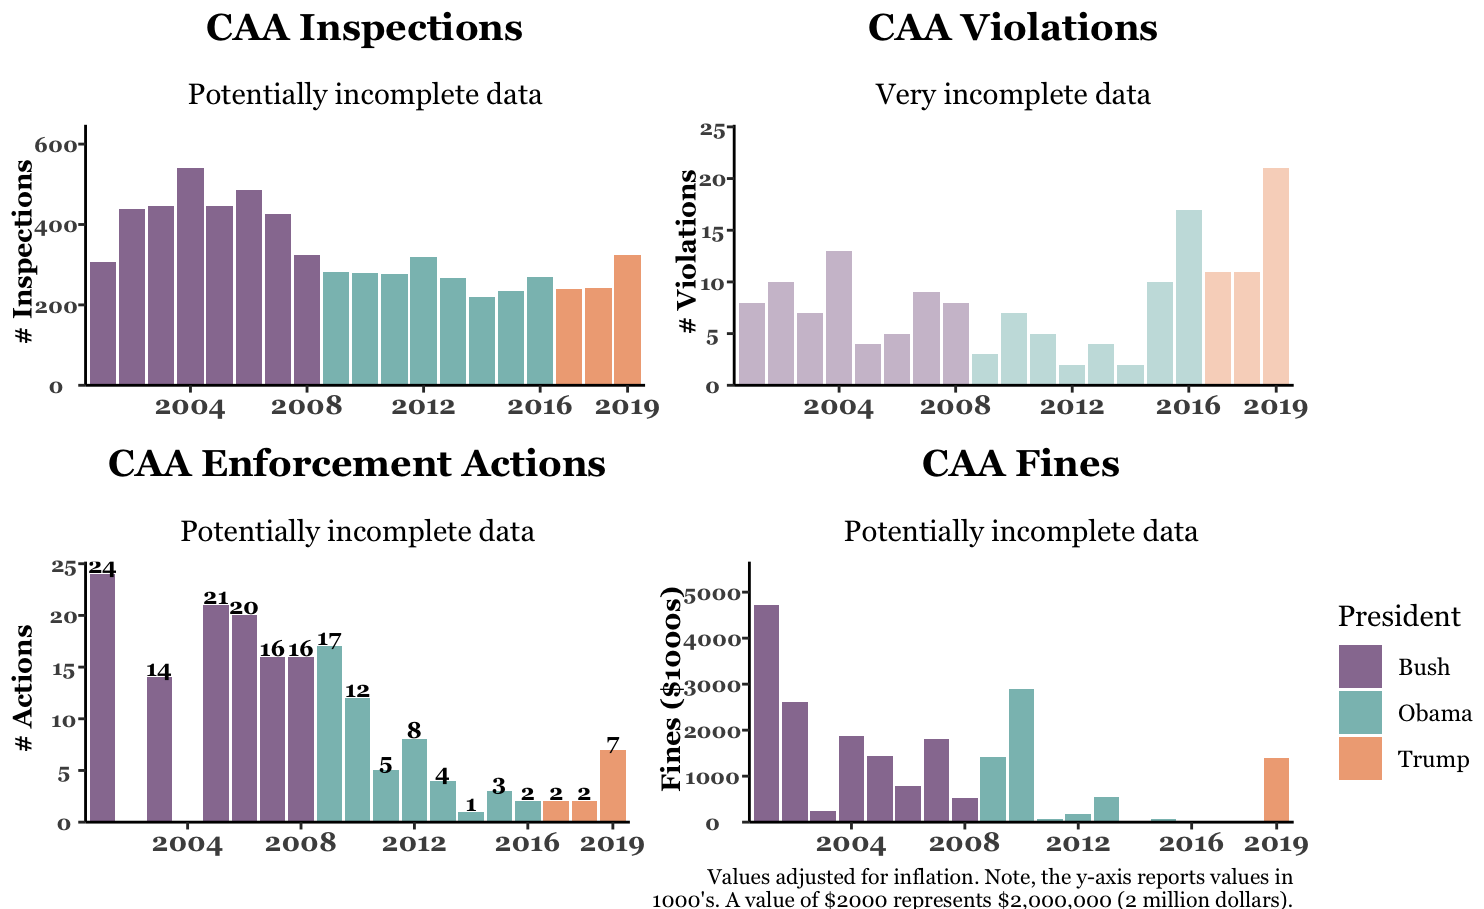 CAA Inspections
Potentially incomplete data
# Inspections
600
400
200
0
2004 2008 2012 2016 2019
CAA Violations
Very incomplete data
# Violations
25
20
15
10
5
0
2004 2008 2012 2016 2019
CAA Enforcement Actions
Potentially incomplete data
# Actions
25
20
15
10
5
0
24 14 21 20 16 16 17 12 5 8 4 1 3 2 2 2 7
2004 2008 2012 2016 2019
CAA Fines
Potentially incomplete data
Fines ($1000s)
5000
4000
3000
2000
1000
0
2004 2008 2012 2016 2019
President
Bush
Obama
Trump
Values adjusted for inflation. Note, the y-axis reports values in
1000's. A value of $2000 represents $2,000,000 (2 million dollars).